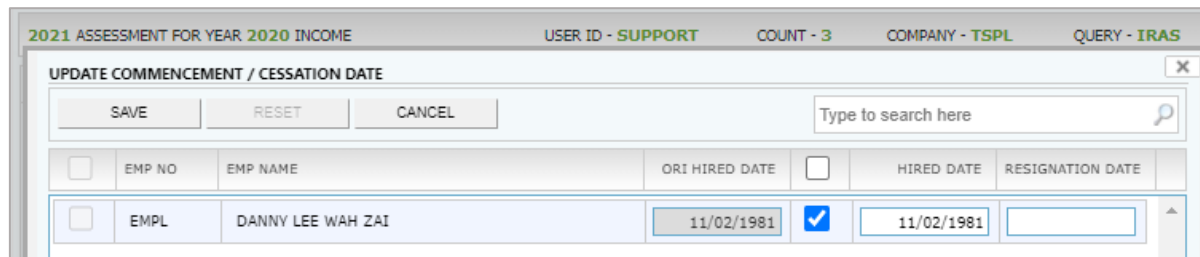 2021 ASSESSMENT FOR YEAR 2020 INCOME USER ID - SUPPORT COUNT - 3 COMPANY - TSPL QUERY - IRAS
UPDATE COMMENCEMENT / CESSATION DATE
SAVE RESET CANCEL Type to search here
EMP NO EMP NAME ORI HIRED DATE HIRED DATE RESIGNATION DATE
EMPL DANNY LEE WAH ZAI 11/02/1981 11/02/1981